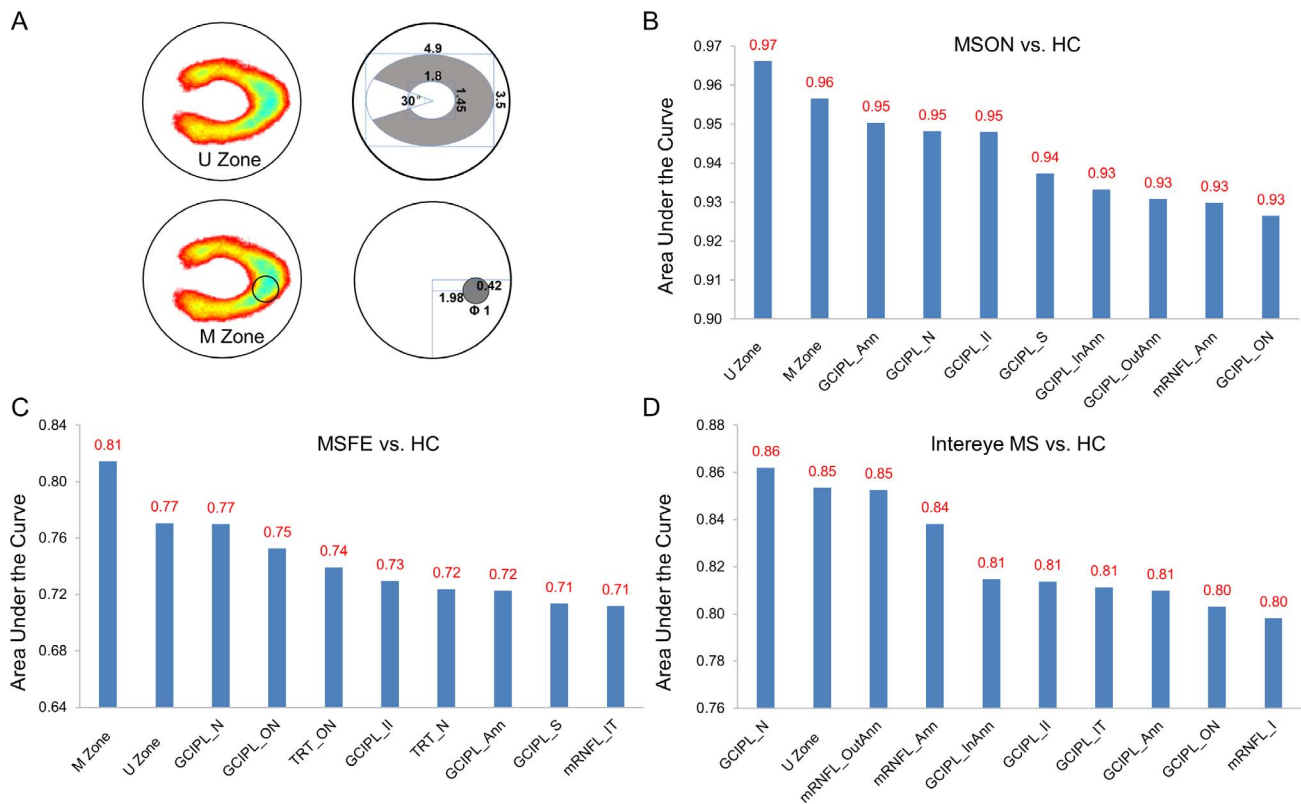 A
U Zone
4.9
1.8
30°
1.45
3.5
M Zone
1.98
0.42
Φ 1
B
MSON vs. HC
Area Under the Curve
0.97
0.96
0.95
0.94
0.93
0.92
0.91
0.90
0.97
0.96
0.95
0.95
0.95
0.94
0.93
0.93
0.93
0.93
U Zone
M Zone
GCIPL_Ann
GCIPL_N
GCIPL_II
GCIPL_S
GCIPL_InAnn
GCIPL_OutAnn
mRNFL_Ann
GCIPL_ON
C
MSFE vs. HC
Area Under the Curve
0.84
0.80
0.76
0.72
0.68
0.64
0.81
0.77
0.77
0.75
0.74
0.73
0.72
0.72
0.71
0.71
M Zone
U Zone
GCIPL_N
GCIPL_ON
TRT_ON
GCIPL_II
TRT_N
GCIPL_Ann
GCIPL_S
mRNFL_IT
D
Intereye MS vs. HC
Area Under the Curve
0.88
0.86
0.84
0.82
0.80
0.78
0.76
0.86
0.85
0.85
0.84
0.81
0.81
0.81
0.81
0.80
0.80
GCIPL_N
U Zone
mRNFL_OutAnn
mRNFL_Ann
GCIPL_InAnn
GCIPL_II
GCIPL_IT
GCIPL_Ann
GCIPL_ON
mRNFL_I